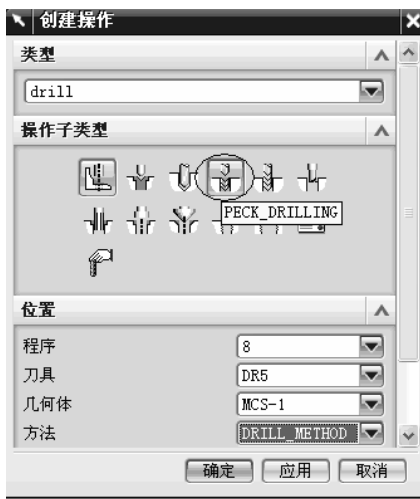 创建操作
类型
drill
操作子类型
PECK_DRILLING
位置
程序 8
刀具 DR5
几何体 MCS-1
方法 DRILL_METHOD
确定 应用 取消